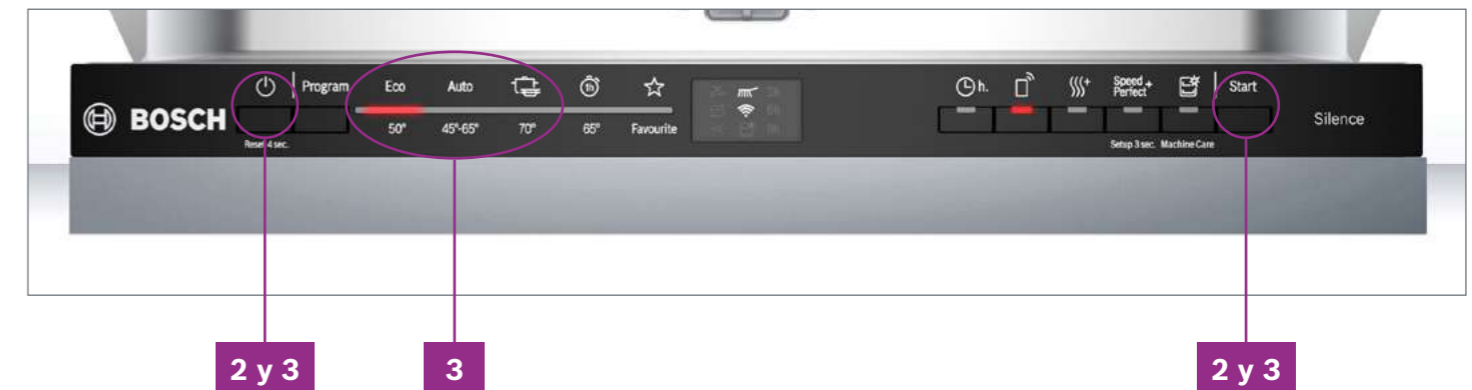 BOSCH
Program
Eco
Auto
1h
Favourite
50°
45°-65°
70°
65°
Reset 4 sec.
h.
Speed +
Perfect
Start
Setup 3 sec.
Machine Care
Silence
2 y 3
3
2 y 3